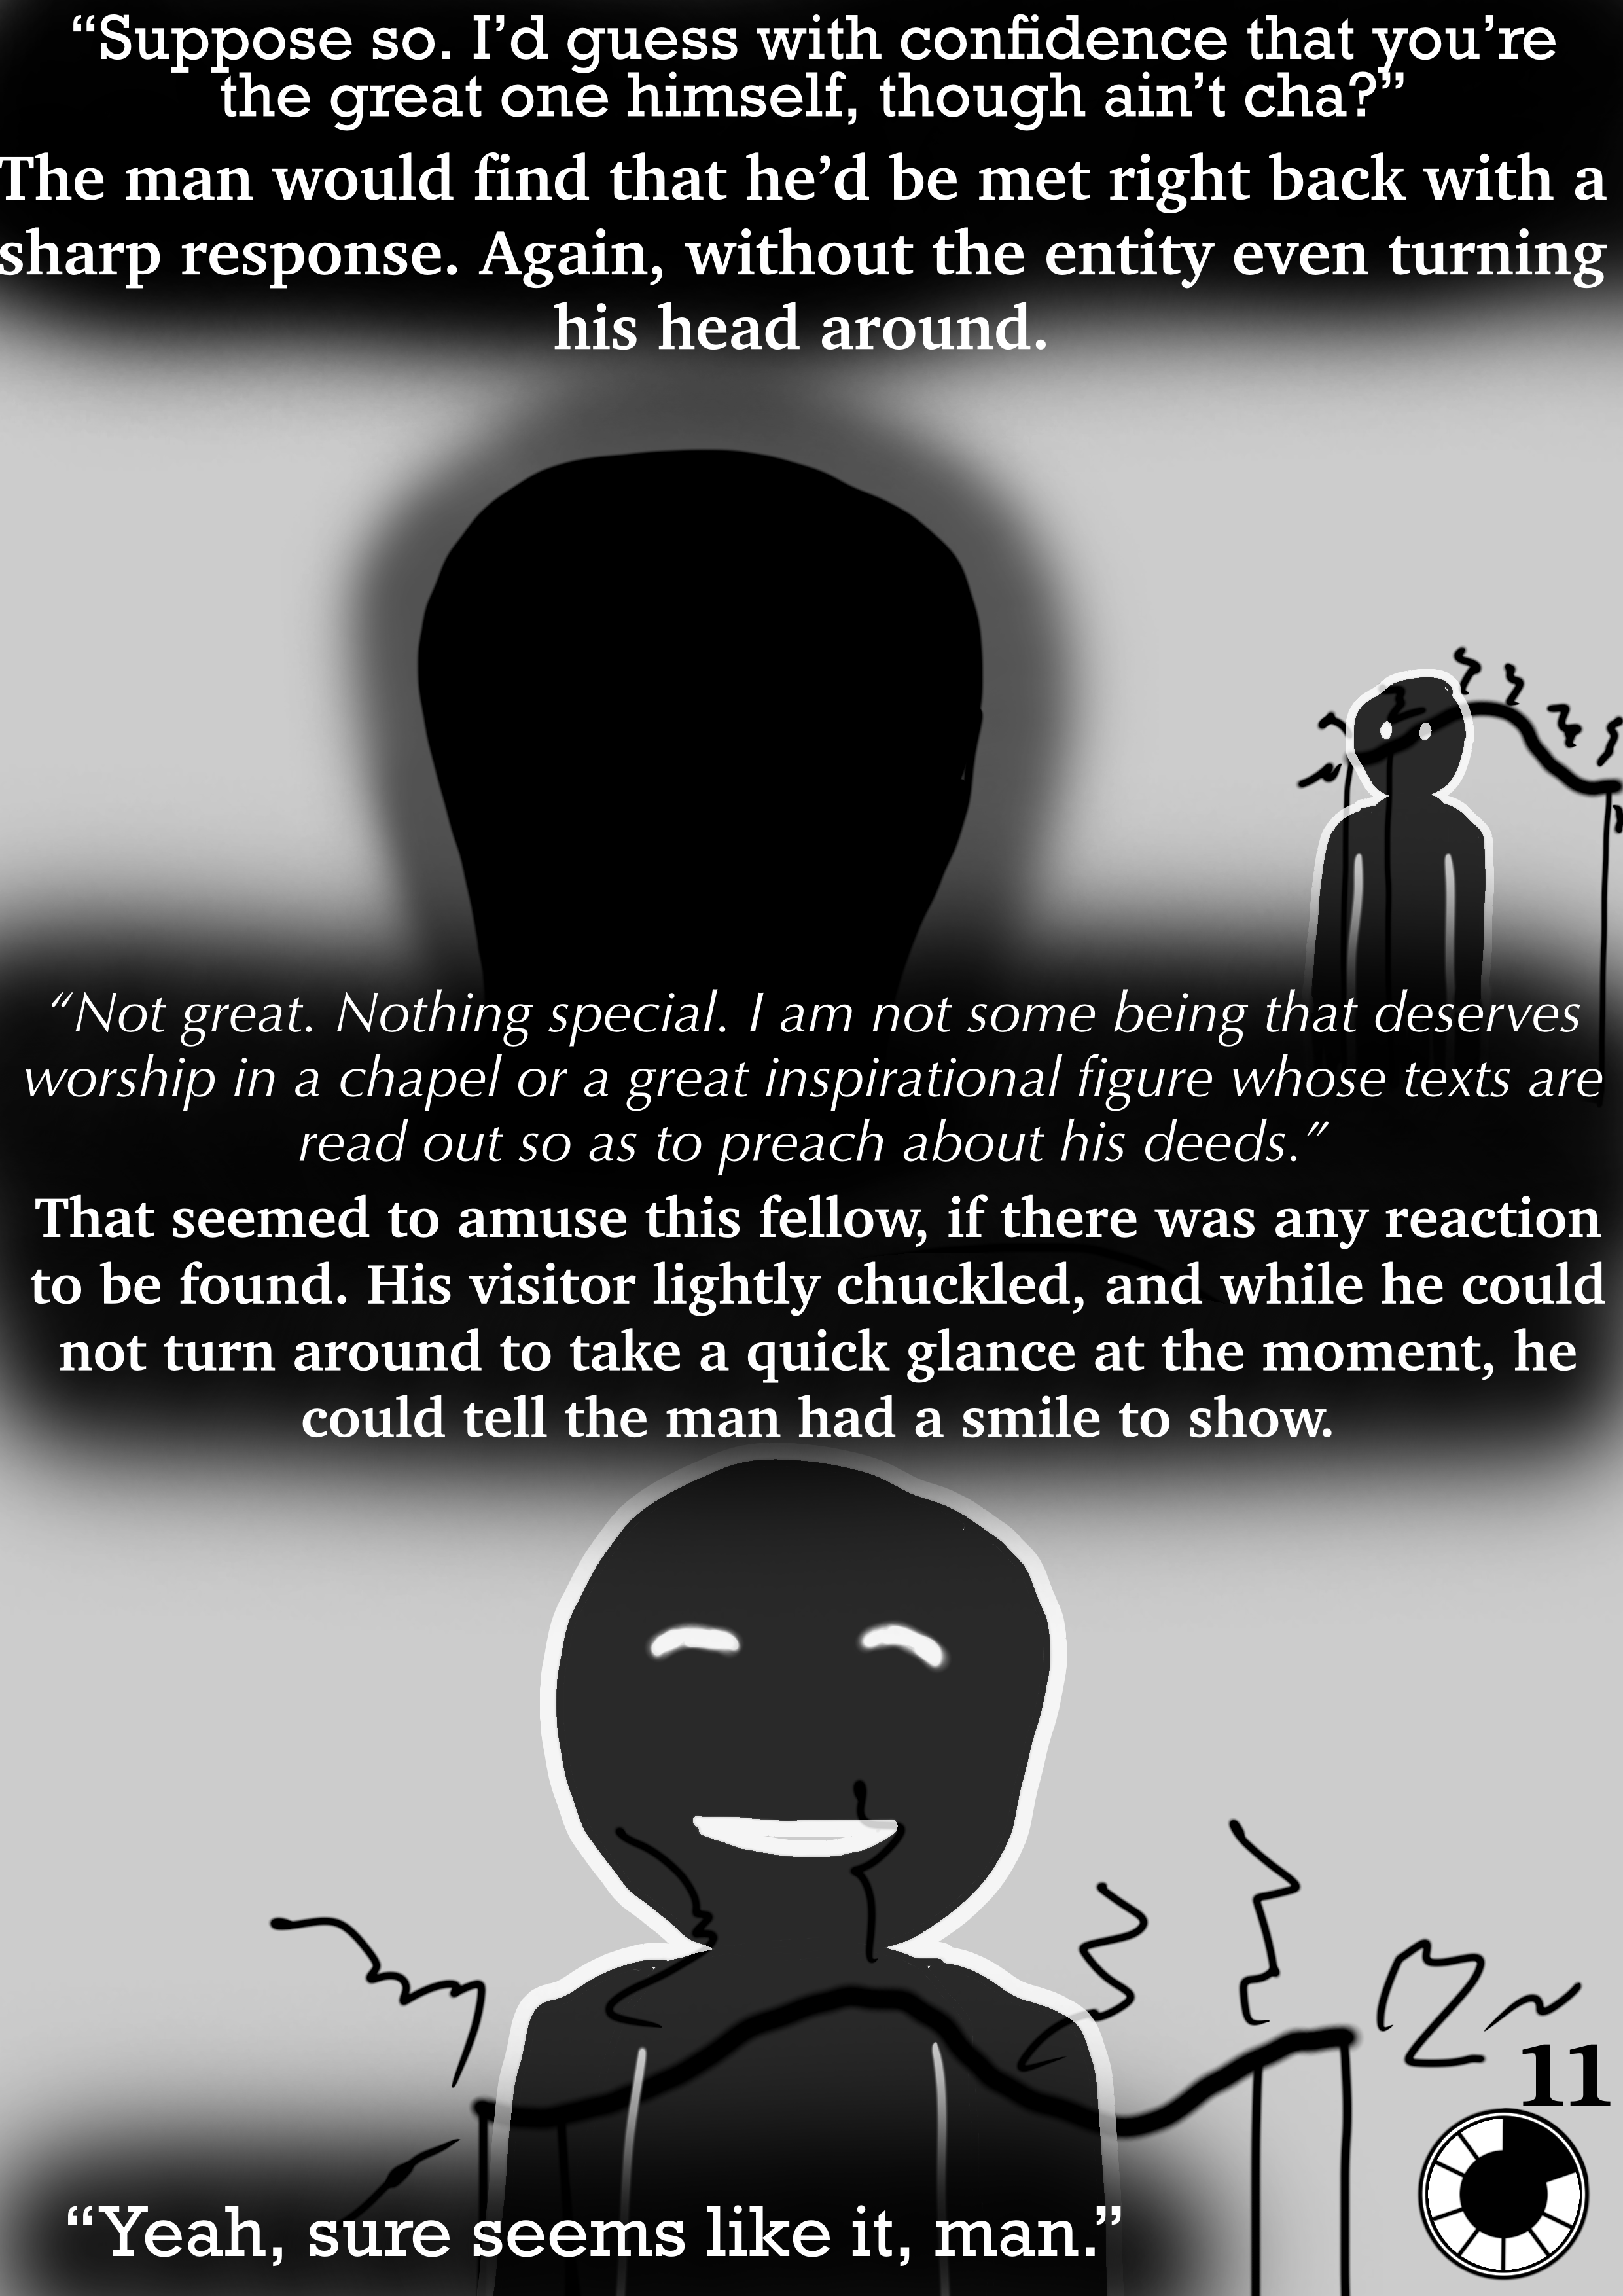 “Suppose so. I’d guess with confidence that you’re
the great one himself, though ain’t cha?”
The man would find that he’d be met right back with a
sharp response. Again, without the entity even turning
his head around.
“Not great. Nothing special. I am not some being that deserves
worship in a chapel or a great inspirational figure whose texts are
read out so as to preach about his deeds.”
That seemed to amuse this fellow, if there was any reaction
to be found. His visitor lightly chuckled, and while he could
not turn around to take a quick glance at the moment, he
could tell the man had a smile to show.
“Yeah, sure seems like it, man.”
11